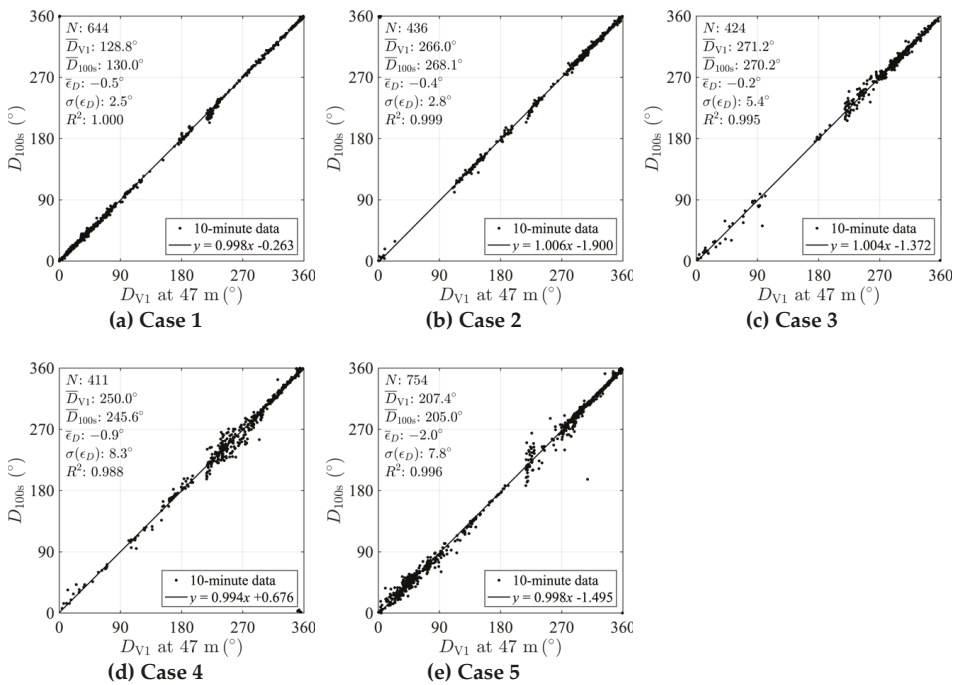 360
270
180
90
0
D100s (°)
N: 644
D̅V1: 128.8°
D̅100s: 130.0°
ϵ̅D: −0.5°
σ(ϵD): 2.5°
R²: 1.000
10-minute data
y = 0.998x -0.263
0 90 180 270 360
DV1 at 47 m (°)
(a) Case 1
360
270
180
90
0
D100s (°)
N: 436
D̅V1: 266.0°
D̅100s: 268.1°
ϵ̅D: −0.4°
σ(ϵD): 2.8°
R²: 0.999
10-minute data
y = 1.006x -1.900
0 90 180 270 360
DV1 at 47 m (°)
(b) Case 2
360
270
180
90
0
D100s (°)
N: 424
D̅V1: 271.2°
D̅100s: 270.2°
ϵ̅D: −0.2°
σ(ϵD): 5.4°
R²: 0.995
10-minute data
y = 1.004x -1.372
0 90 180 270 360
DV1 at 47 m (°)
(c) Case 3
360
270
180
90
0
D100s (°)
N: 411
D̅V1: 250.0°
D̅100s: 245.6°
ϵ̅D: −0.9°
σ(ϵD): 8.3°
R²: 0.988
10-minute data
y = 0.994x +0.676
0 90 180 270 360
DV1 at 47 m (°)
(d) Case 4
360
270
180
90
0
D100s (°)
N: 754
D̅V1: 207.4°
D̅100s: 205.0°
ϵ̅D: −2.0°
σ(ϵD): 7.8°
R²: 0.996
10-minute data
y = 0.998x -1.495
0 90 180 270 360
DV1 at 47 m (°)
(e) Case 5